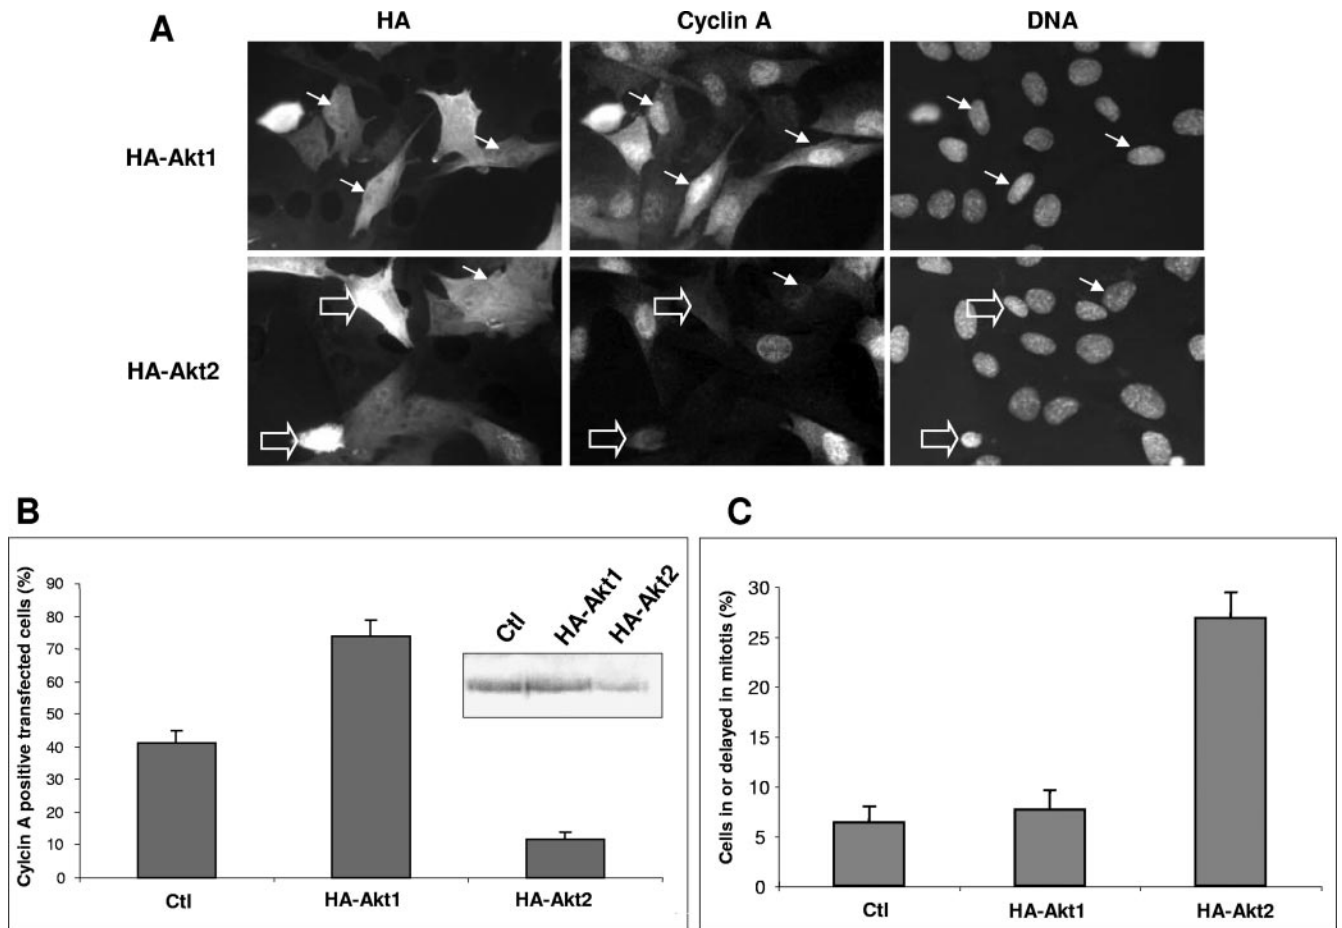 A
HA
Cyclin A
DNA
HA-Akt1
HA-Akt2
B
Cylcin A positive transfected cells (%)
90
80
70
60
50
40
30
20
10
0
Ctl
HA-Akt1
HA-Akt2
Ctl
HA-Akt1
HA-Akt2
C
Cells in or delayed in mitotis (%)
30
25
20
15
10
5
0
Ctl
HA-Akt1
HA-Akt2